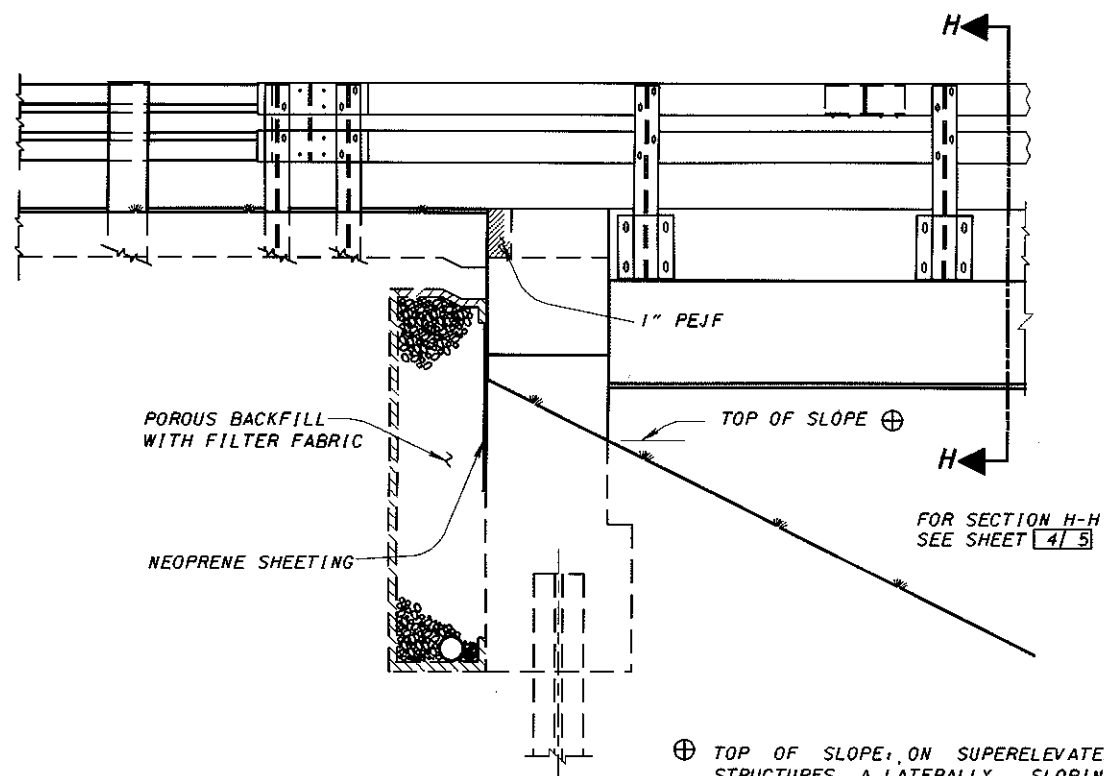 H
1" PEJF
POROUS BACKFILL
WITH FILTER FABRIC
TOP OF SLOPE ⊕
H
FOR SECTION H-H
SEE SHEET 4/5
NEOPRENE SHEETING
⊕ TOP OF SLOPE: ON SUPERELEVATE
STRUCTURES A LATERALLY SLOPIN